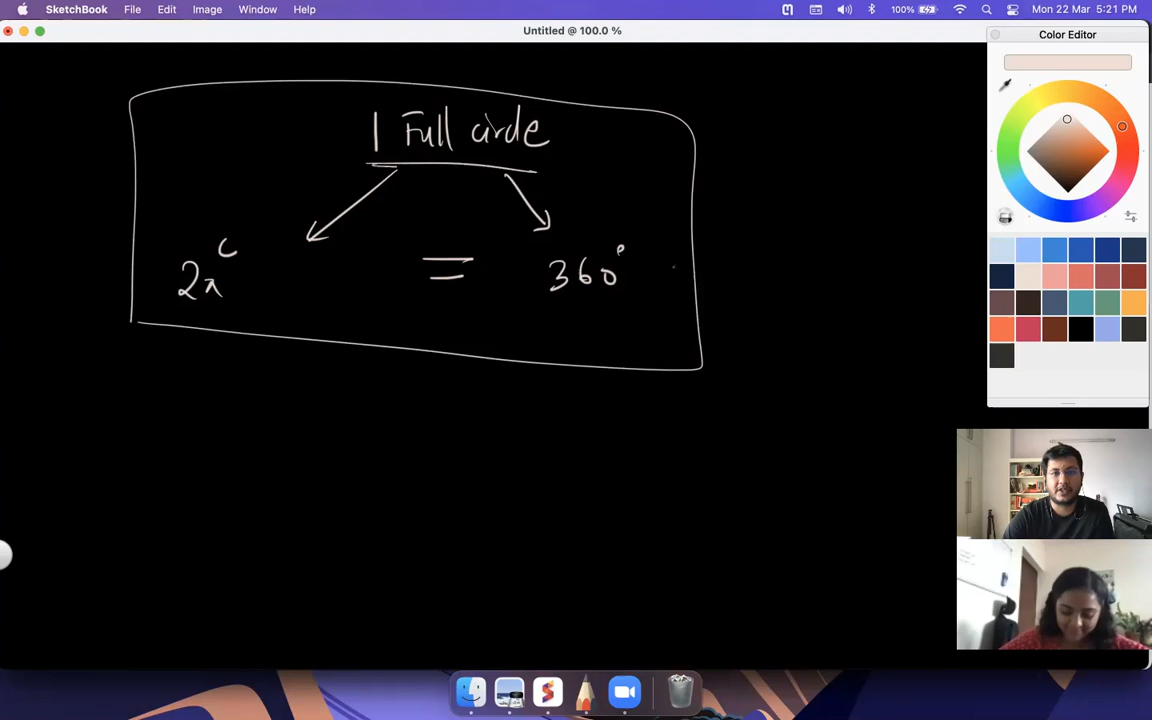 SketchBook File Edit Image Window Help 100% Mon 22 Mar 5:21 PM
Untitled @ 100.0 %
Color Editor
1 Full circle
2π^c = 360°